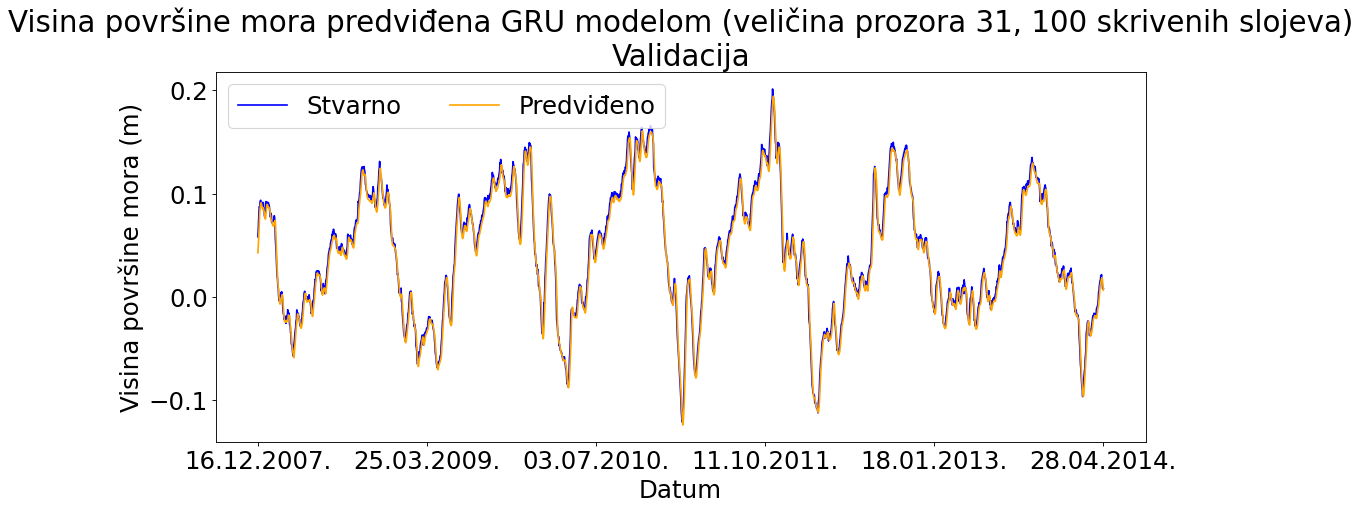 Visina površine mora predviđena GRU modelom (veličina prozora 31, 100 skrivenih slojeva)
Validacija
Stvarno Predviđeno
Visina površine mora (m)
0.2
0.1
0.0
−0.1
16.12.2007. 25.03.2009. 03.07.2010. 11.10.2011. 18.01.2013. 28.04.2014.
Datum